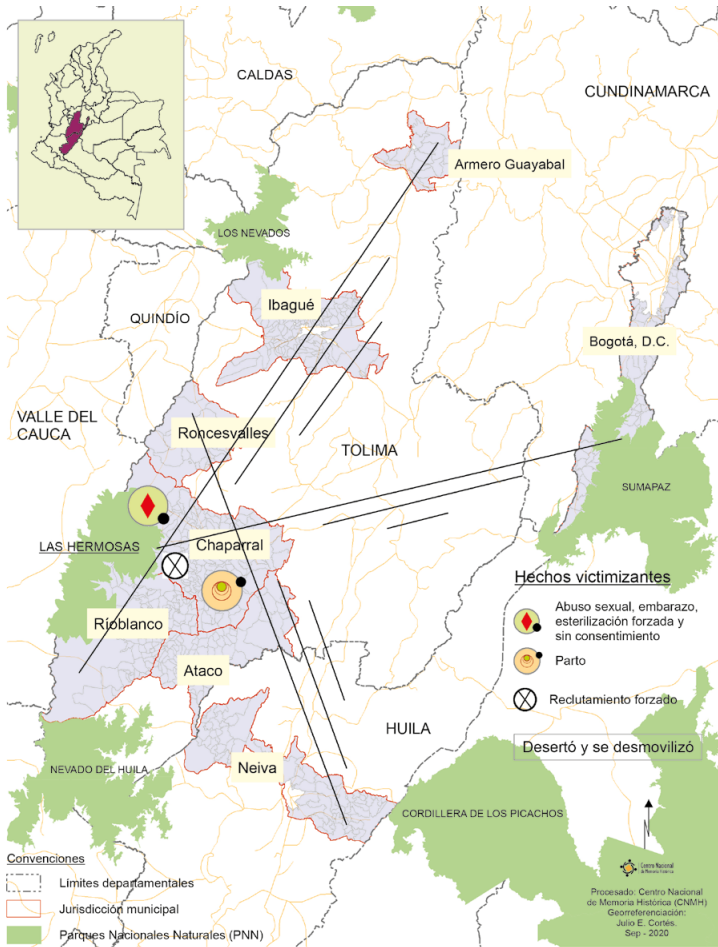 CALDAS
CUNDINAMARCA
Armero Guayabal
LOS NEVADOS
Ibagué
QUINDÍO
Bogotá, D.C.
VALLE DEL
CAUCA
Roncesvalles
TOLIMA
SUMAPAZ
LAS HERMOSAS
Chaparral
Hechos victimizantes
Abuso sexual, embarazo,
esterilización forzada y
sin consentimiento
Ríoblanco
Parto
Ataco
Reclutamiento forzado
HUILA
Desertó y se desmovilizó
Neiva
NEVADO DEL HUILA
CORDILLERA DE LOS PICACHOS
N
Convenciones
Límites departamentales
Jurisdicción municipal
Parques Nacionales Naturales (PNN)
Centro Nacional
de Memoria Histórica
Procesado: Centro Nacional
de Memoria Histórica (CNMH)
Georreferenciación:
Julio E. Cortés.
Sep - 2020